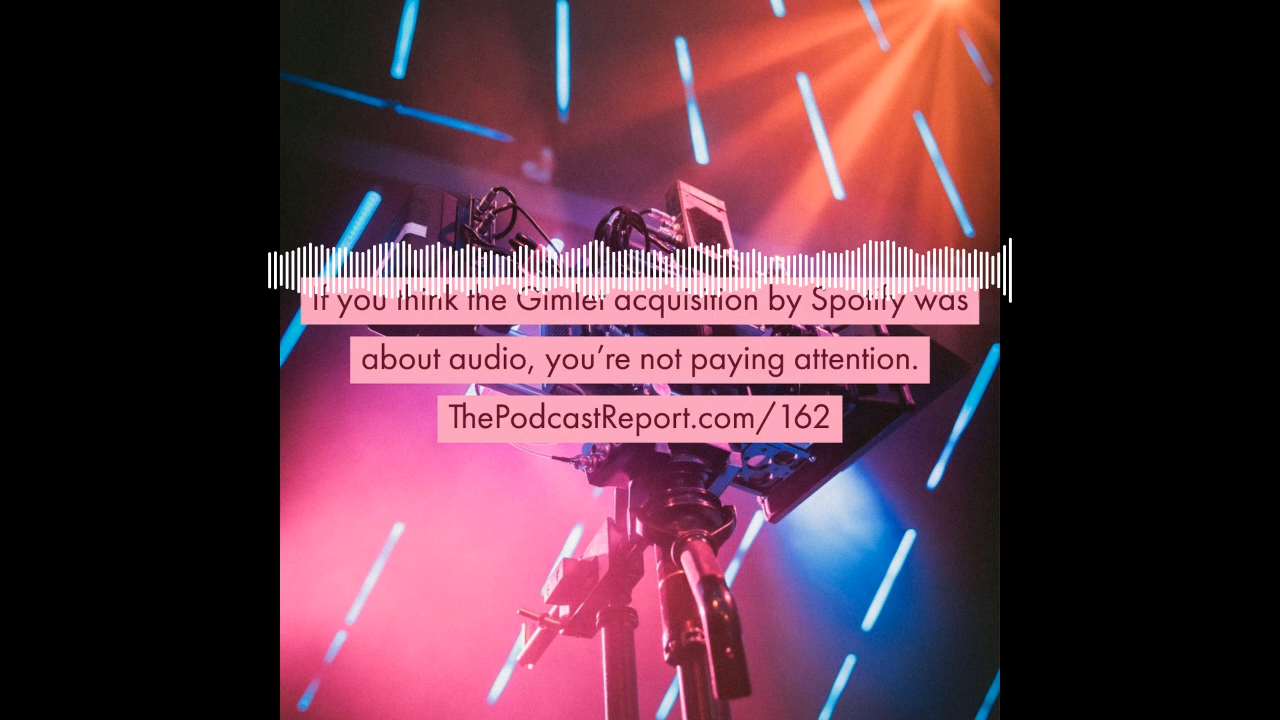 If you think the Gimlet acquisition by Spotify was
about audio, you’re not paying attention.
ThePodcastReport.com/162